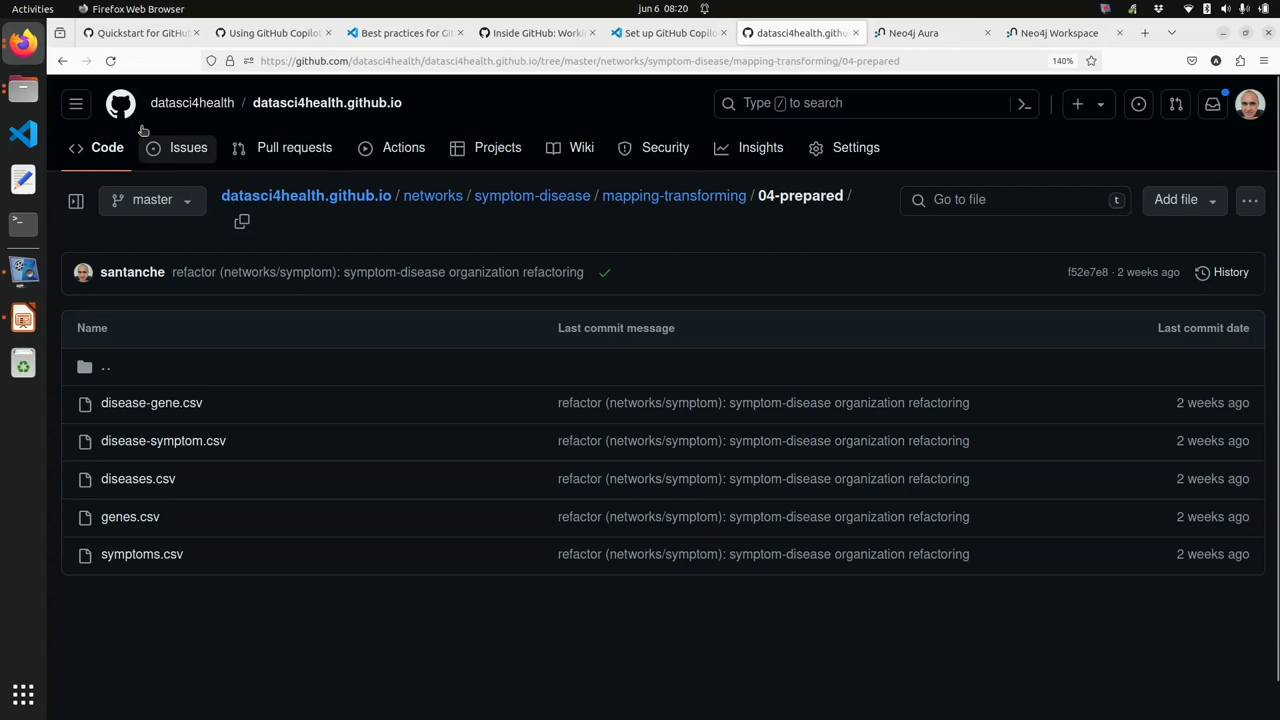 Activities Firefox Web Browser jun 6 08:20
Quickstart for GitHub Using GitHub Copilot Best practices for Gi Inside GitHub: Worki Set up GitHub Copilo datasci4health.githu Neo4j Aura Neo4j Workspace
https://github.com/datasci4health/datasci4health.github.io/tree/master/networks/symptom-disease/mapping-transforming/04-prepared 140%
datasci4health / datasci4health.github.io Type / to search
Code Issues Pull requests Actions Projects Wiki Security Insights Settings
master datasci4health.github.io / networks / symptom-disease / mapping-transforming / 04-prepared / Go to file t Add file
santanche refactor (networks/symptom): symptom-disease organization refactoring f52e7e8 · 2 weeks ago History
Name Last commit message Last commit date
..
disease-gene.csv refactor (networks/symptom): symptom-disease organization refactoring 2 weeks ago
disease-symptom.csv refactor (networks/symptom): symptom-disease organization refactoring 2 weeks ago
diseases.csv refactor (networks/symptom): symptom-disease organization refactoring 2 weeks ago
genes.csv refactor (networks/symptom): symptom-disease organization refactoring 2 weeks ago
symptoms.csv refactor (networks/symptom): symptom-disease organization refactoring 2 weeks ago